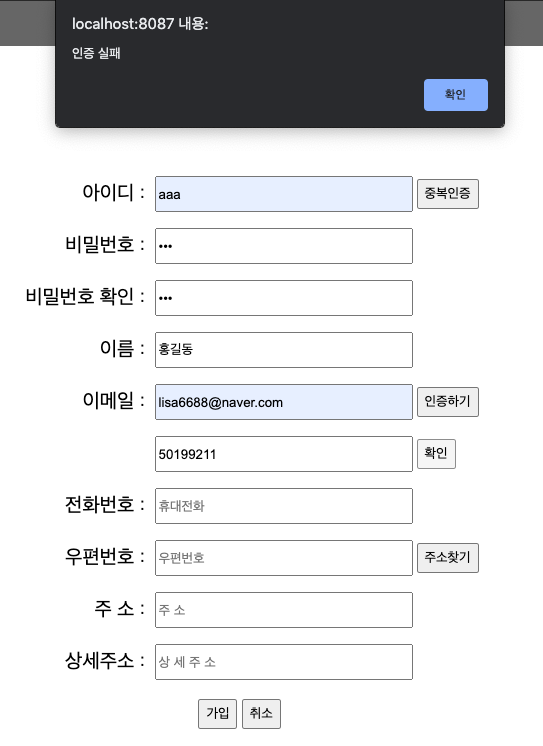 localhost:8087 내용:
인증 실패
확인
아이디 : aaa 중복인증
비밀번호 : •••
비밀번호 확인 : •••
이름 : 홍길동
이메일 : lisa6688@naver.com 인증하기
50199211 확인
전화번호 : 휴대전화
우편번호 : 우편번호 주소찾기
주 소 : 주 소
상세주소 : 상 세 주 소
가입 취소